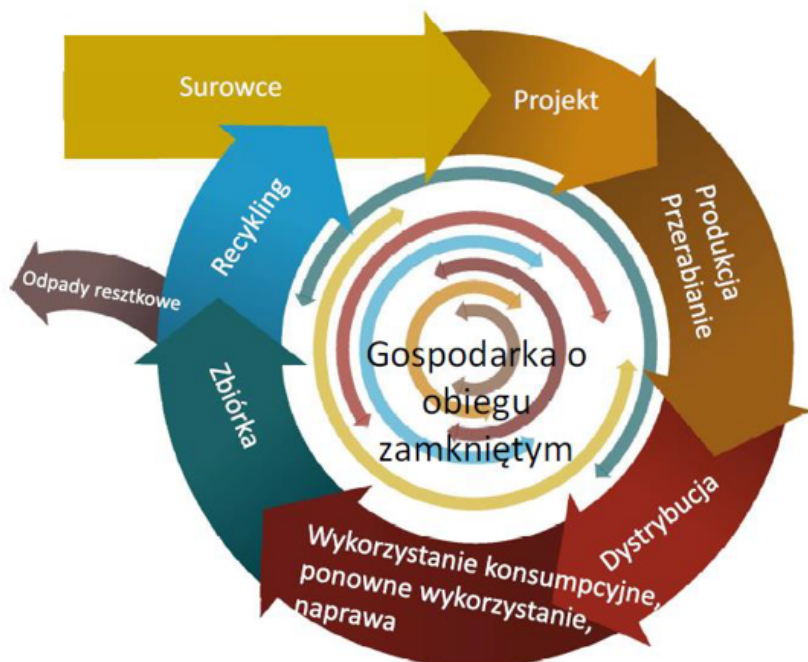 Surowce
Projekt
Produkcja
Przerabianie
Dystrybucja
Wykorzystanie konsumpcyjne,
ponowne wykorzystanie,
naprawa
Zbiórka
Odpady resztkowe
Recykling
Gospodarka o
obiegu
zamkniętym